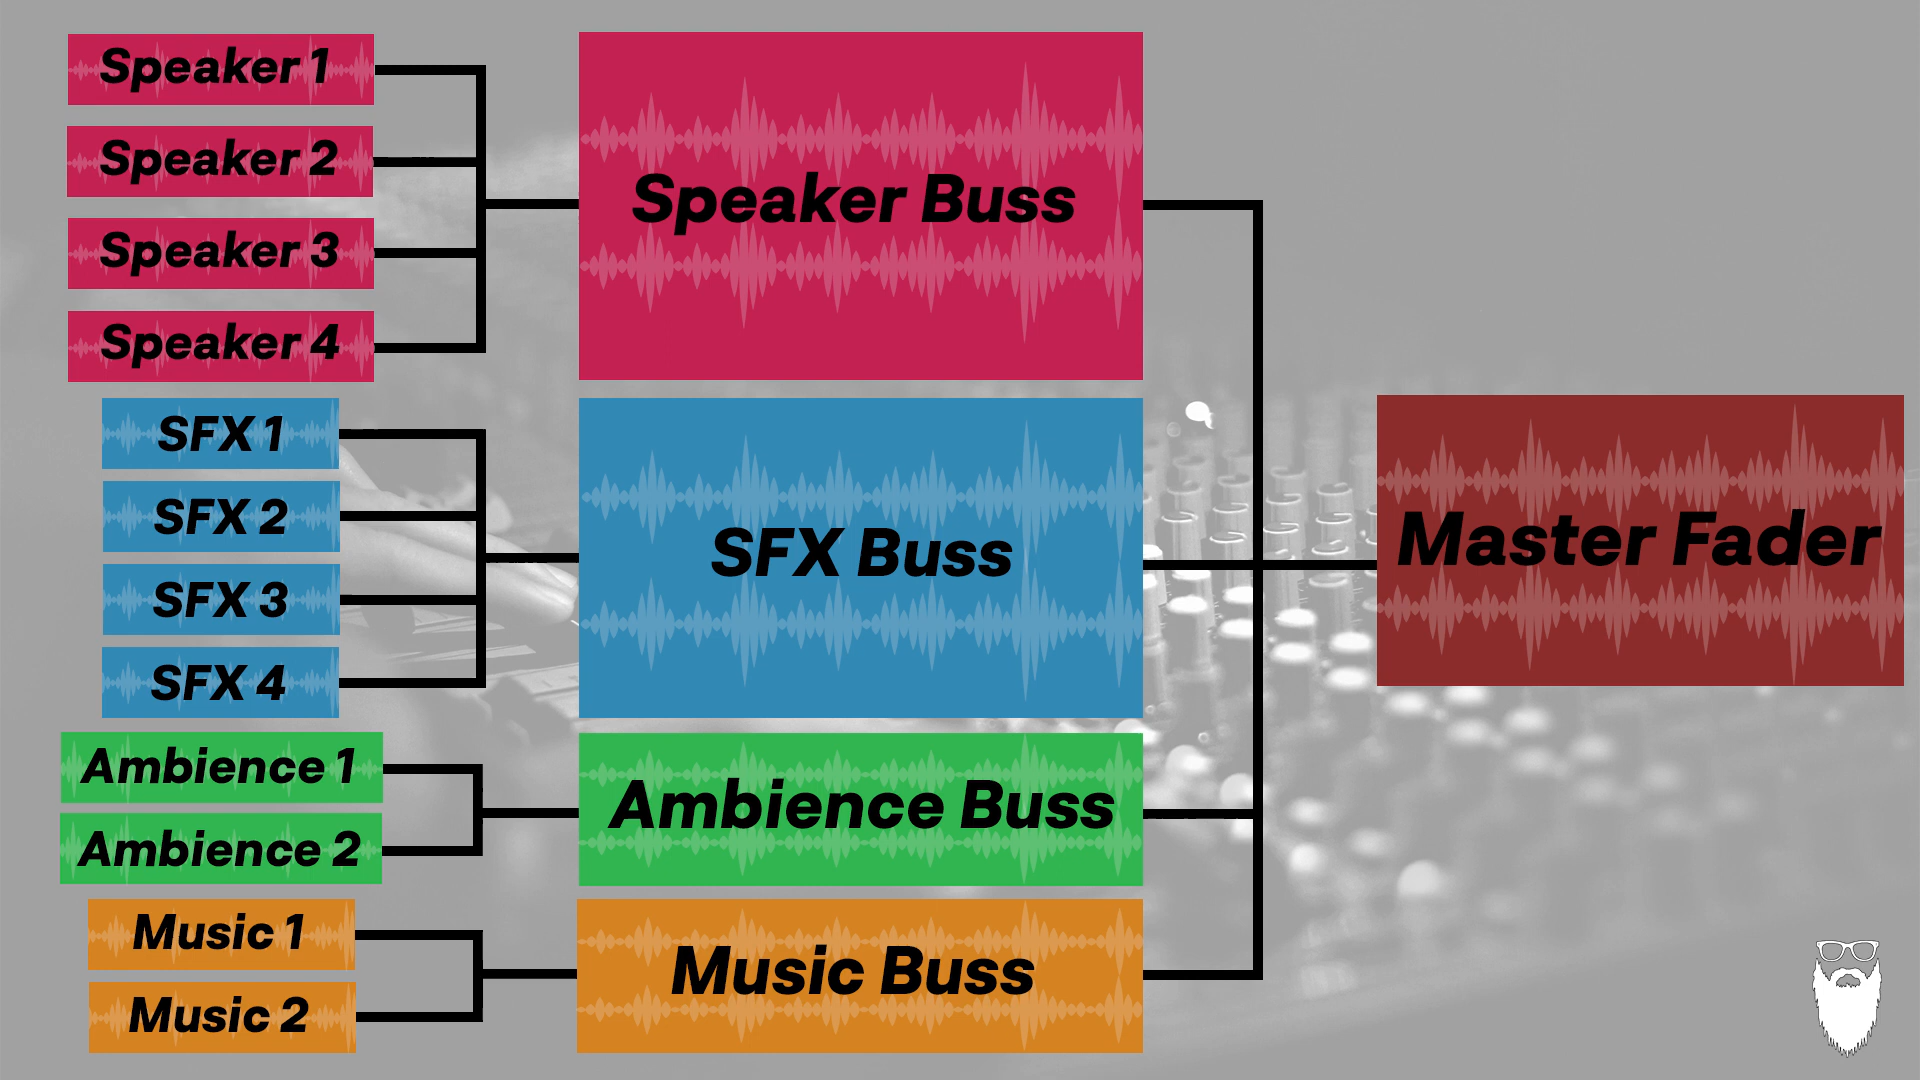 Speaker 1
Speaker 2
Speaker 3
Speaker 4
SFX 1
SFX 2
SFX 3
SFX 4
Ambience 1
Ambience 2
Music 1
Music 2
Speaker Buss
SFX Buss
Ambience Buss
Music Buss
Master Fader